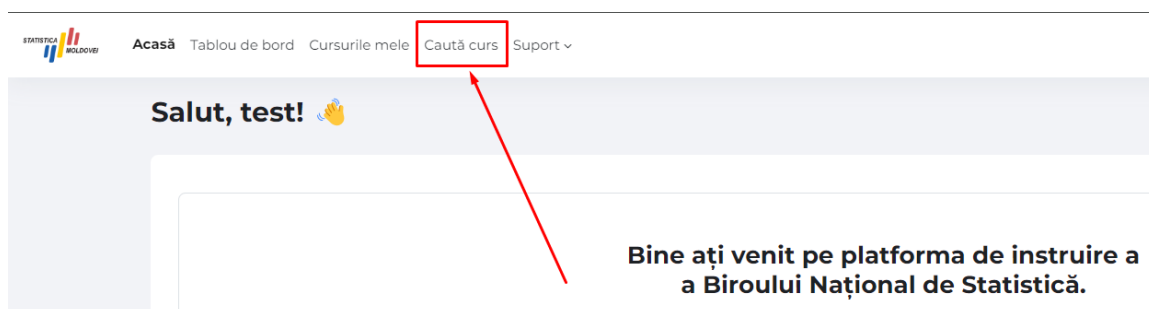 STATISTICA
MOLDOVEI
Acasă Tablou de bord Cursurile mele Caută curs Suport
Salut, test! 👋
Bine ați venit pe platforma de instruire a
a Biroului Național de Statistică.